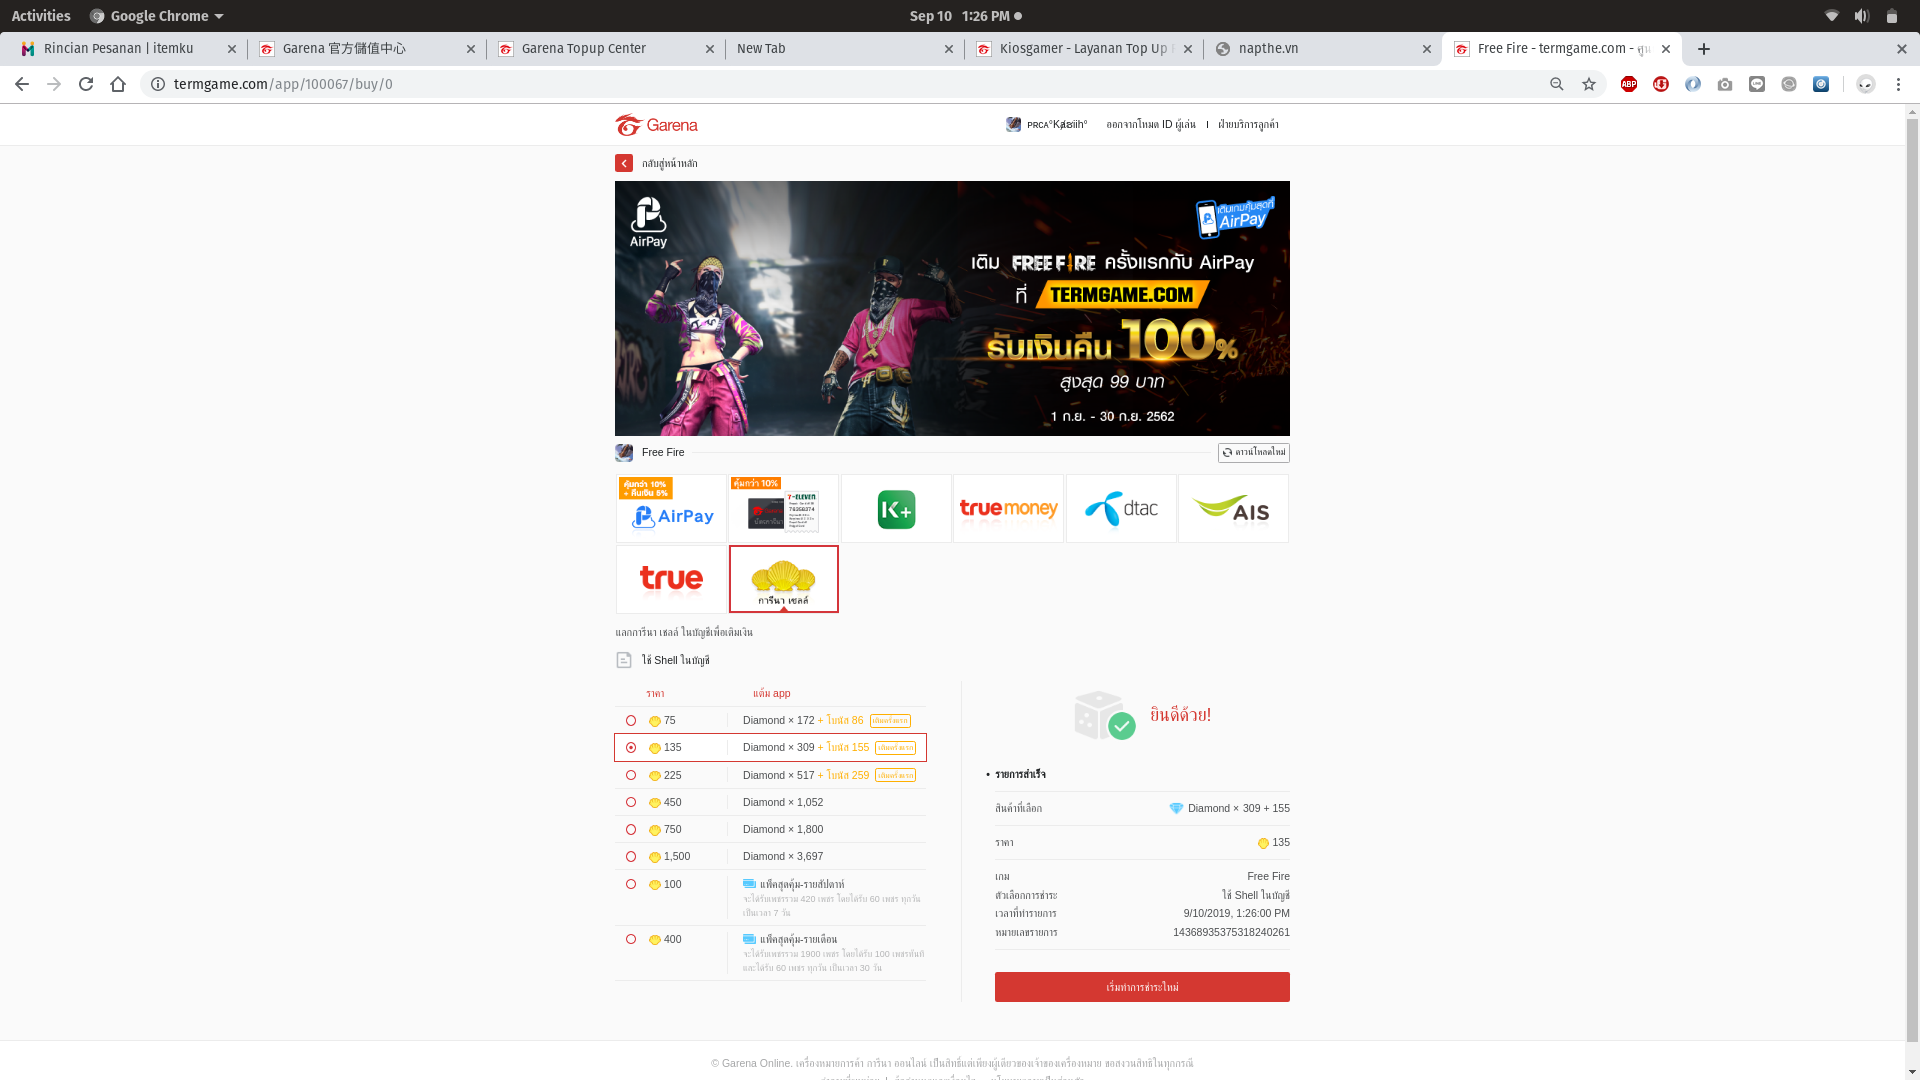 Activities
Google Chrome
Sep 10 1:26 PM
Rincian Pesanan | itemku
Garena 官方儲值中心
Garena Topup Center
New Tab
Kiosgamer - Layanan Top Up
napthe.vn
Free Fire - termgame.com -
termgame.com/app/100067/buy/0
ABP
Garena
ออกจากโหมด ID ผู้เล่น | ฝ่ายบริการลูกค้า
กลับสู่หน้าหลัก
AirPay
เติมเกมคุ้มสุดที่
AirPay
เติม FREE FIRE ครั้งแรกกับ AirPay
ที่ TERMGAME.COM
รับเงินคืน 100%
สูงสุด 99 บาท
1 ก.ย. - 30 ก.ย. 2562
Free Fire
ดาวน์โหลดใหม่
คุ้มกว่า 10%
+ คืนเงิน 5%
AirPay
คุ้มกว่า 10%
7-ELEVEN
K+
truemoney
dtac
AIS
true
การีนา เชลล์
แลกการีนา เชลล์ ในบัญชีเพื่อเติมเงิน
ใช้ Shell ในบัญชี
ราคา
แต้ม app
75
Diamond × 172 + โบนัส 86
135
Diamond × 309 + โบนัส 155
225
Diamond × 517 + โบนัส 259
450
Diamond × 1,052
750
Diamond × 1,800
1,500
Diamond × 3,697
100
แพ็คสุดคุ้ม-รายสัปดาห์
จะได้รับเพชรรวม 420 เพชร โดยได้รับ 60 เพชร ทุกวัน
เป็นเวลา 7 วัน
400
แพ็คสุดคุ้ม-รายเดือน
จะได้รับเพชรรวม 1900 เพชร โดยได้รับ 100 เพชรทันที
และได้รับ 60 เพชร ทุกวัน เป็นเวลา 30 วัน
ยินดีด้วย!
รายการสำเร็จ
สินค้าที่เลือก
Diamond × 309 + 155
ราคา
135
เกม
Free Fire
ตัวเลือกการชำระ
ใช้ Shell ในบัญชี
เวลาที่ทำรายการ
9/10/2019, 1:26:00 PM
หมายเลขรายการ
14368935375318240261
เริ่มทำการชำระใหม่
© Garena Online. เครื่องหมายการค้า การีนา ออนไลน์ เป็นสิทธิ์แต่เพียงผู้เดียวของเจ้าของเครื่องหมาย ขอสงวนสิทธิ์ในทุกกรณี